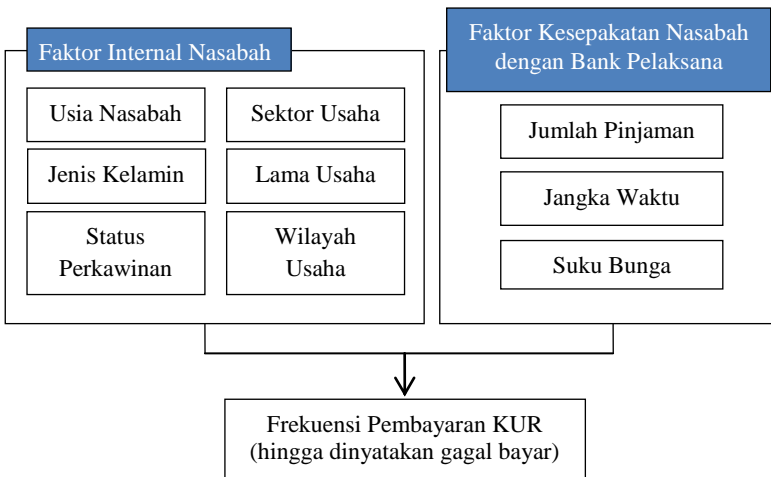 Faktor Internal Nasabah
Usia Nasabah
Sektor Usaha
Jenis Kelamin
Lama Usaha
Status
Perkawinan
Wilayah
Usaha
Faktor Kesepakatan Nasabah
dengan Bank Pelaksana
Jumlah Pinjaman
Jangka Waktu
Suku Bunga
Frekuensi Pembayaran KUR
(hingga dinyatakan gagal bayar)